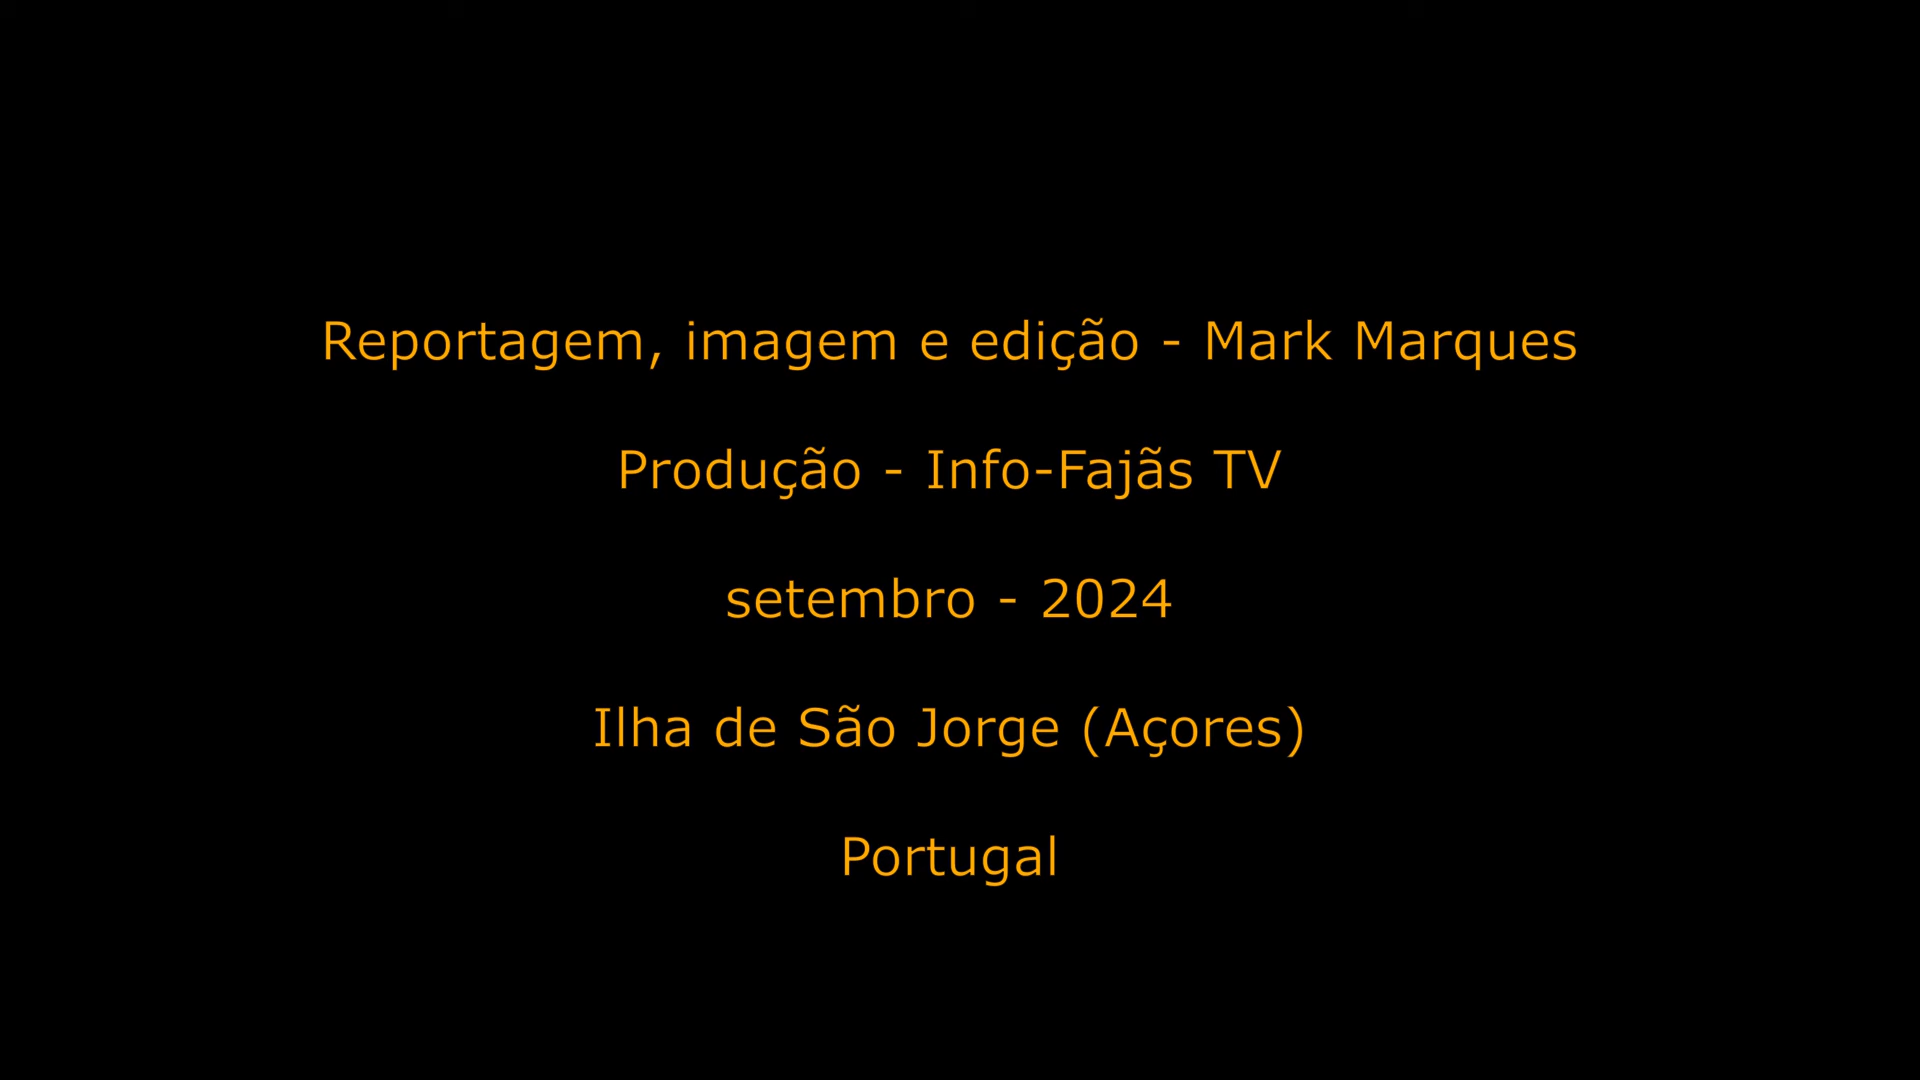 Reportagem, imagem e edição - Mark Marques
Produção - Info-Fajãs TV
setembro - 2024
Ilha de São Jorge (Açores)
Portugal